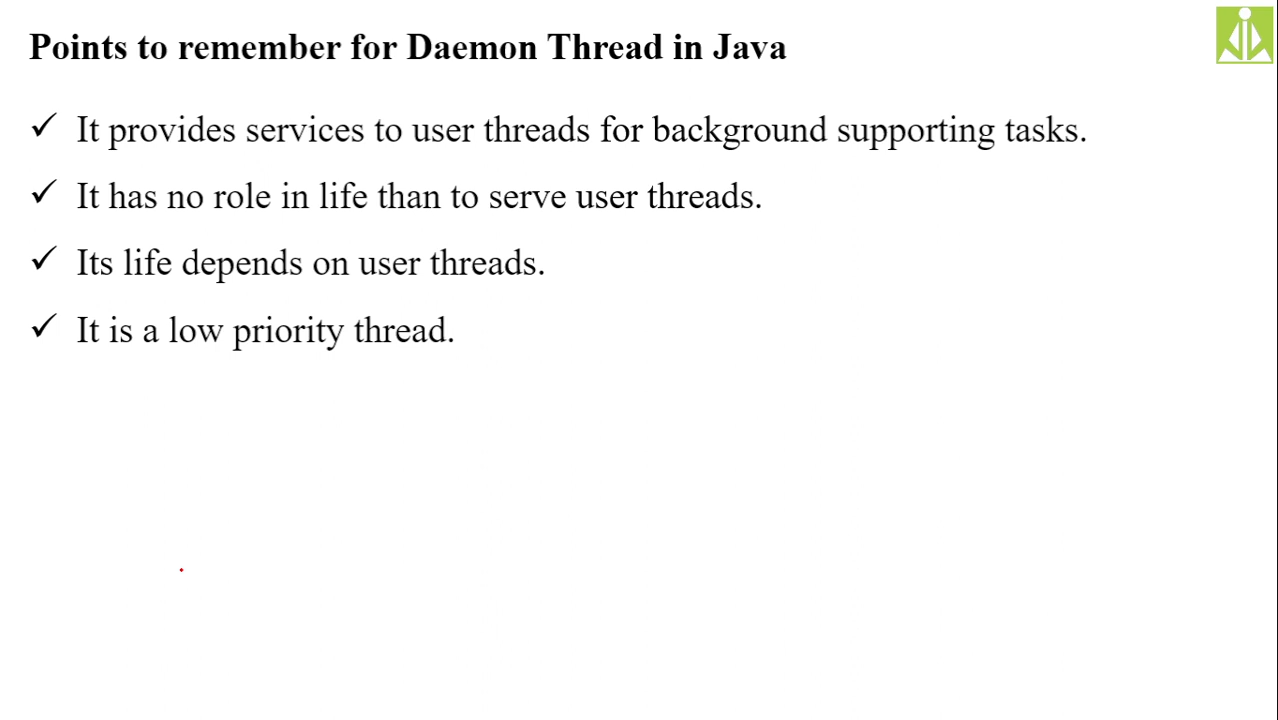 Points to remember for Daemon Thread in Java
✓ It provides services to user threads for background supporting tasks.
✓ It has no role in life than to serve user threads.
✓ Its life depends on user threads.
✓ It is a low priority thread.